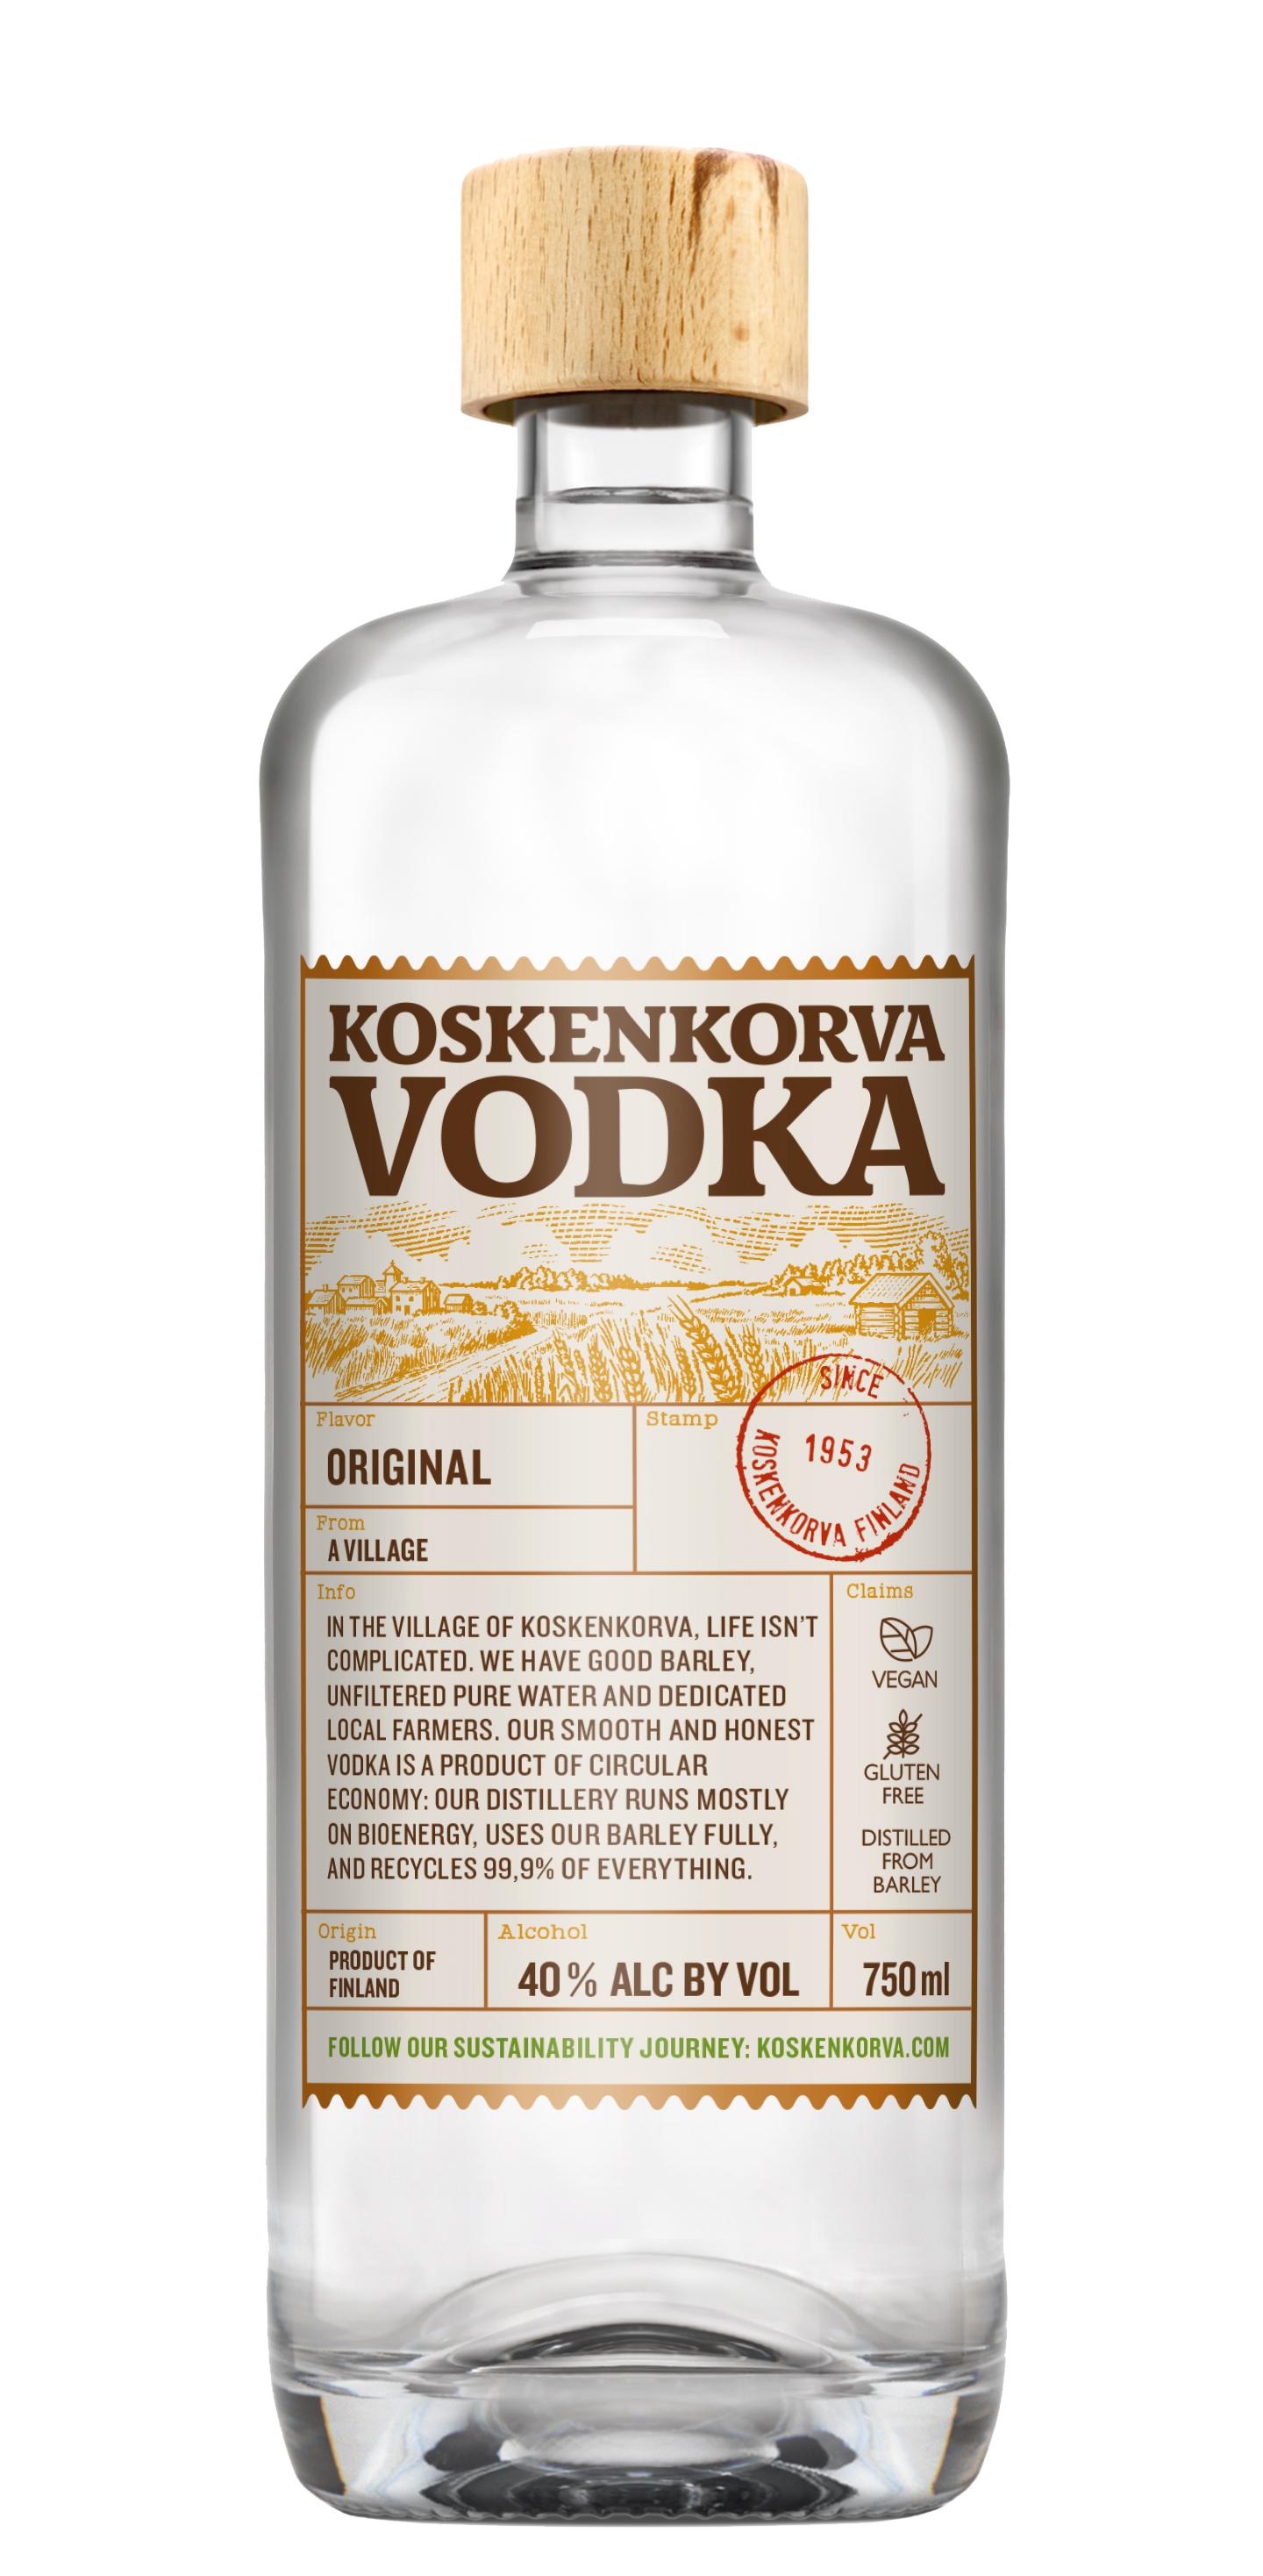 KOSKENKORVA
VODKA
Flavor
ORIGINAL
From
A VILLAGE
Stamp
SINCE
1953
KOSKENKORVA FINLAND
Info
IN THE VILLAGE OF KOSKENKORVA, LIFE ISN'T
COMPLICATED. WE HAVE GOOD BARLEY,
UNFILTERED PURE WATER AND DEDICATED
LOCAL FARMERS. OUR SMOOTH AND HONEST
VODKA IS A PRODUCT OF CIRCULAR
ECONOMY: OUR DISTILLERY RUNS MOSTLY
ON BIOENERGY, USES OUR BARLEY FULLY,
AND RECYCLES 99,9% OF EVERYTHING.
Claims
VEGAN
GLUTEN
FREE
DISTILLED
FROM
BARLEY
Origin
PRODUCT OF
FINLAND
Alcohol
40% ALC BY VOL
Vol
750 ml
FOLLOW OUR SUSTAINABILITY JOURNEY: KOSKENKORVA.COM